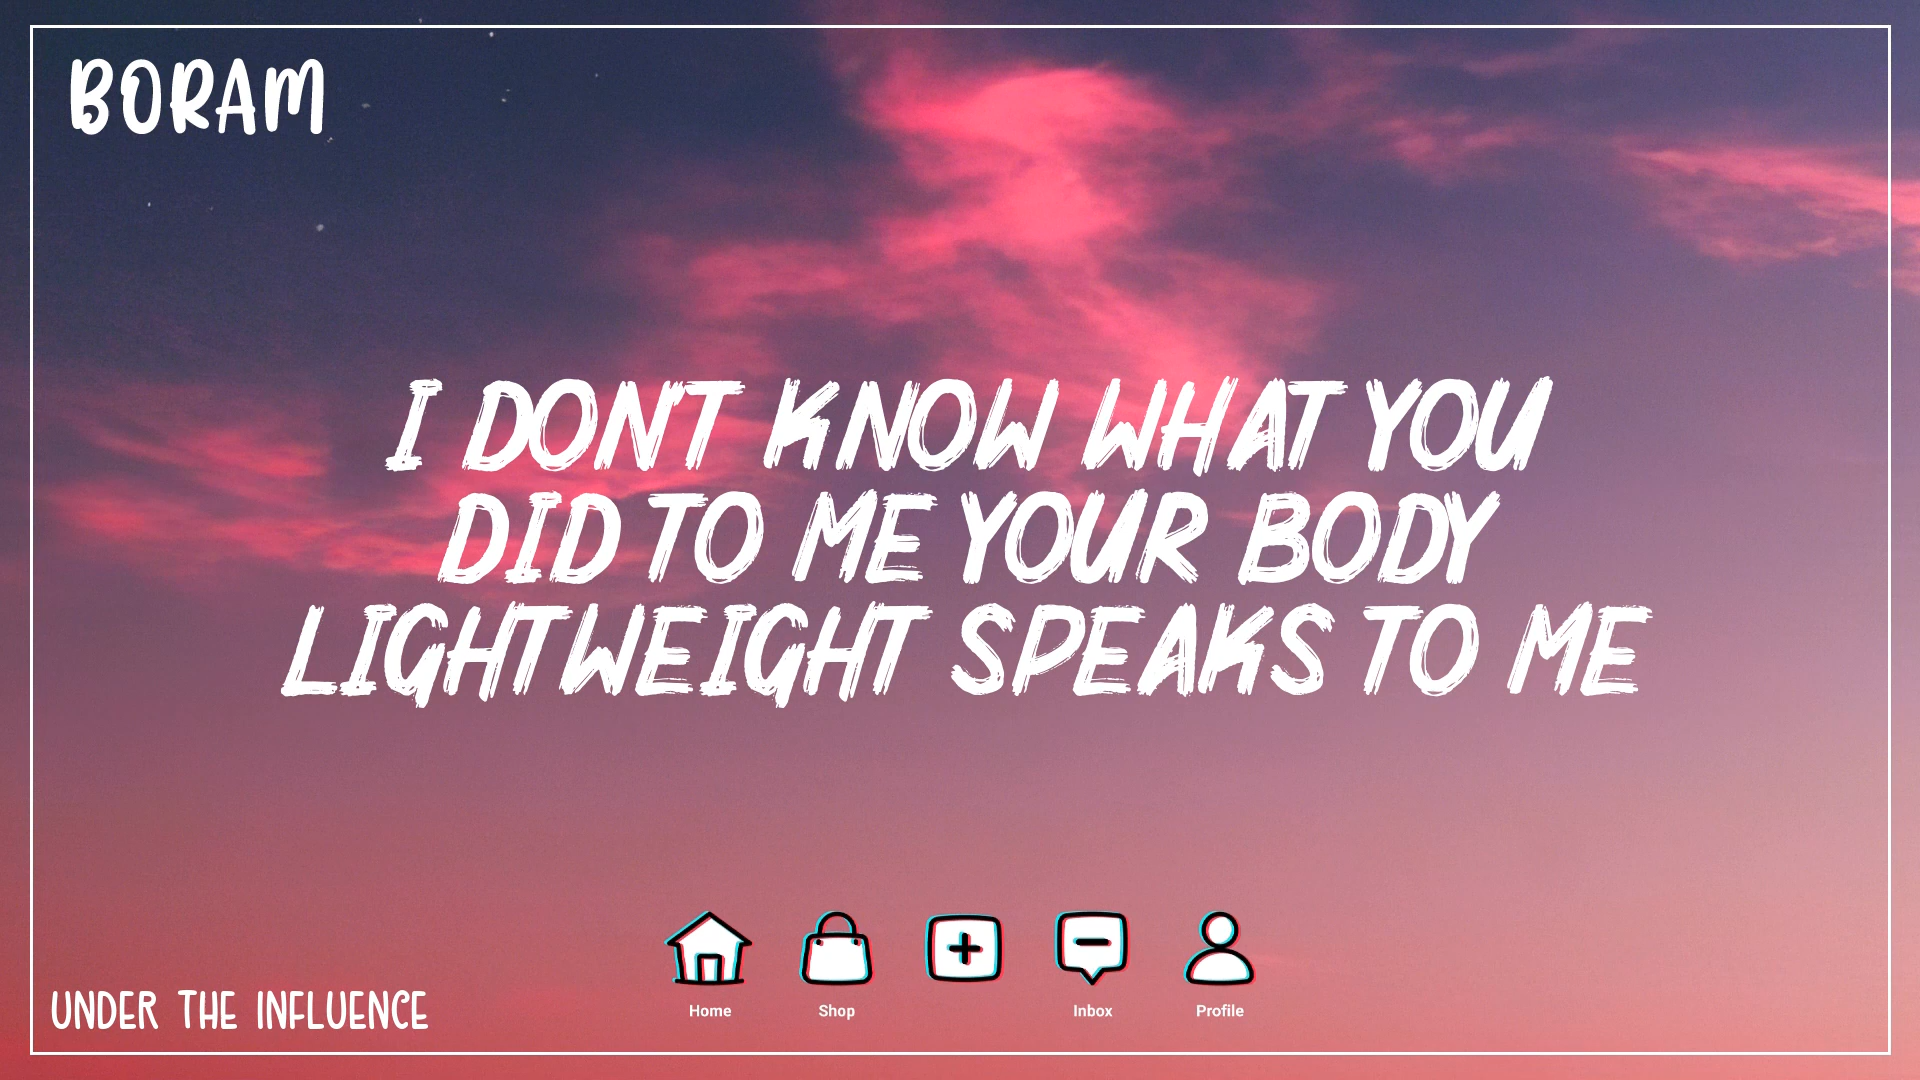 BORAM
I DON'T KNOW WHAT YOU
DID TO ME YOUR BODY
LIGHTWEIGHT SPEAKS TO ME
Home Shop Inbox Profile
UNDER THE INFLUENCE